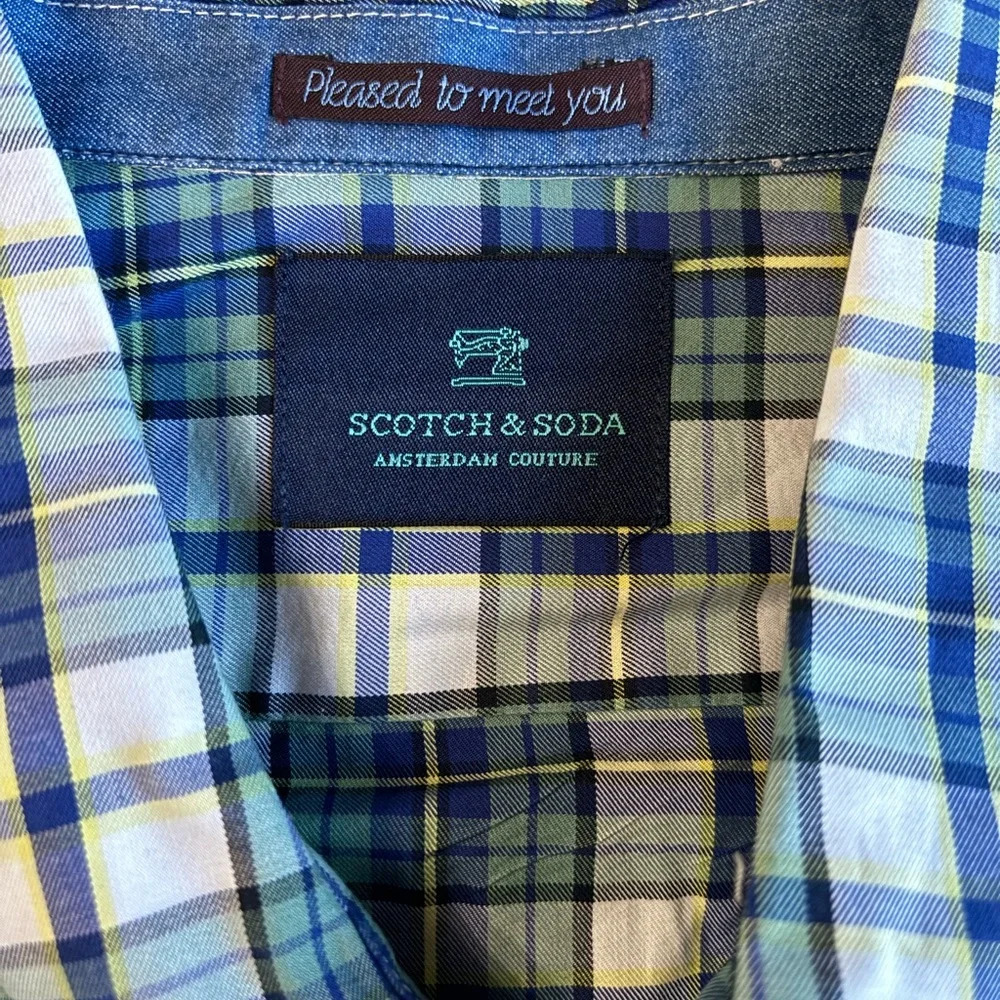 Pleased to meet you
SCOTCH & SODA
AMSTERDAM COUTURE